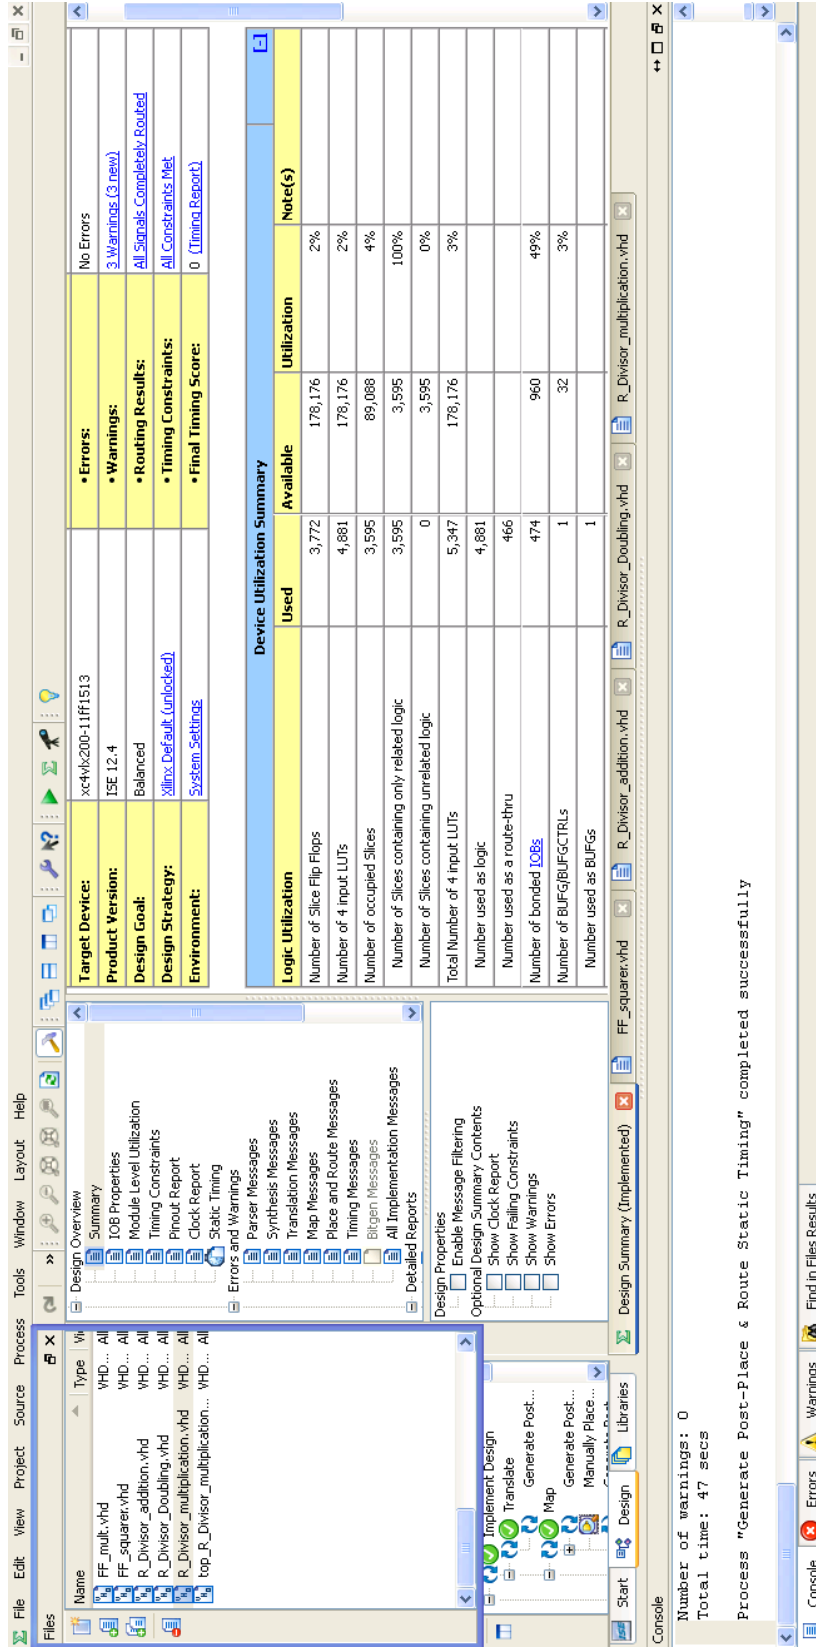 File Edit View Project Source Process Tools Window Layout Help
Files
Name Type Vi
FF_mult.vhd VHD... All
FF_squarer.vhd VHD... All
R_Divisor_addition.vhd VHD... All
R_Divisor_Doubling.vhd VHD... All
R_Divisor_multiplication.vhd VHD... All
top_R_Divisor_multiplication... VHD... All
Implement Design
Translate
Generate Post...
Map
Generate Post...
Manually Place...
Start Design Libraries
Design Overview
Summary
IOB Properties
Module Level Utilization
Timing Constraints
Pinout Report
Clock Report
Static Timing
Errors and Warnings
Parser Messages
Synthesis Messages
Translation Messages
Map Messages
Place and Route Messages
Timing Messages
Bitgen Messages
All Implementation Messages
Detailed Reports
Design Properties
Enable Message Filtering
Optional Design Summary Contents
Show Clock Report
Show Failing Constraints
Show Warnings
Show Errors
Target Device: xc4vlx200-11ff1513 • Errors: No Errors
Product Version: ISE 12.4 • Warnings: 3 Warnings (3 new)
Design Goal: Balanced • Routing Results: All Signals Completely Routed
Design Strategy: Xilinx Default (unlocked) • Timing Constraints: All Constraints Met
Environment: System Settings • Final Timing Score: 0 (Timing Report)
Device Utilization Summary [-]
Logic Utilization Used Available Utilization Note(s)
Number of Slice Flip Flops 3,772 178,176 2%
Number of 4 input LUTs 4,881 178,176 2%
Number of occupied Slices 3,595 89,088 4%
Number of Slices containing only related logic 3,595 3,595 100%
Number of Slices containing unrelated logic 0 3,595 0%
Total Number of 4 input LUTs 5,347 178,176 3%
Number used as logic 4,881
Number used as a route-thru 466
Number of bonded IOBs 474 960 49%
Number of BUFG/BUFGCTRLs 1 32 3%
Number used as BUFGs 1
Design Summary (Implemented) FF_squarer.vhd R_Divisor_addition.vhd R_Divisor_Doubling.vhd R_Divisor_multiplication.vhd
Console
Number of warnings: 0
Total time: 47 secs
Process "Generate Post-Place & Route Static Timing" completed successfully
Console Errors Warnings Find in Files Results